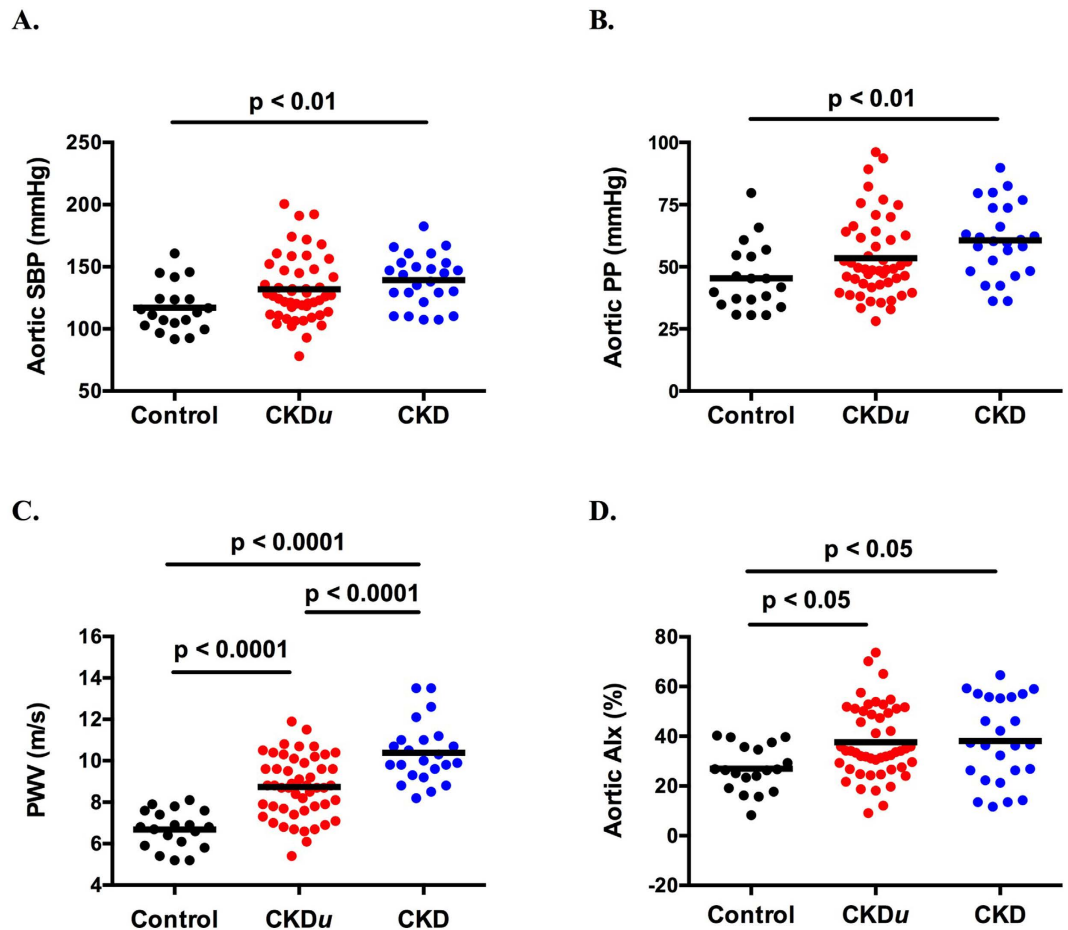 A.
p < 0.01
Aortic SBP (mmHg)
250
200
150
100
50
Control
CKDu
CKD
B.
p < 0.01
Aortic PP (mmHg)
100
75
50
25
0
Control
CKDu
CKD
C.
p < 0.0001
p < 0.0001
p < 0.0001
PWV (m/s)
16
14
12
10
8
6
4
Control
CKDu
CKD
D.
p < 0.05
p < 0.05
Aortic AIx (%)
80
60
40
20
0
-20
Control
CKDu
CKD